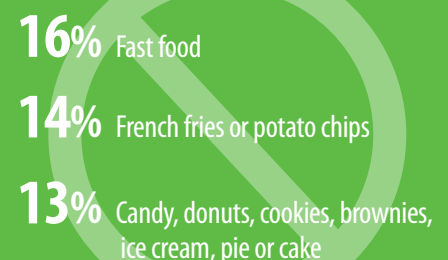 16% Fast food
14% French fries or potato chips
13% Candy, donuts, cookies, brownies,
ice cream, pie or cake